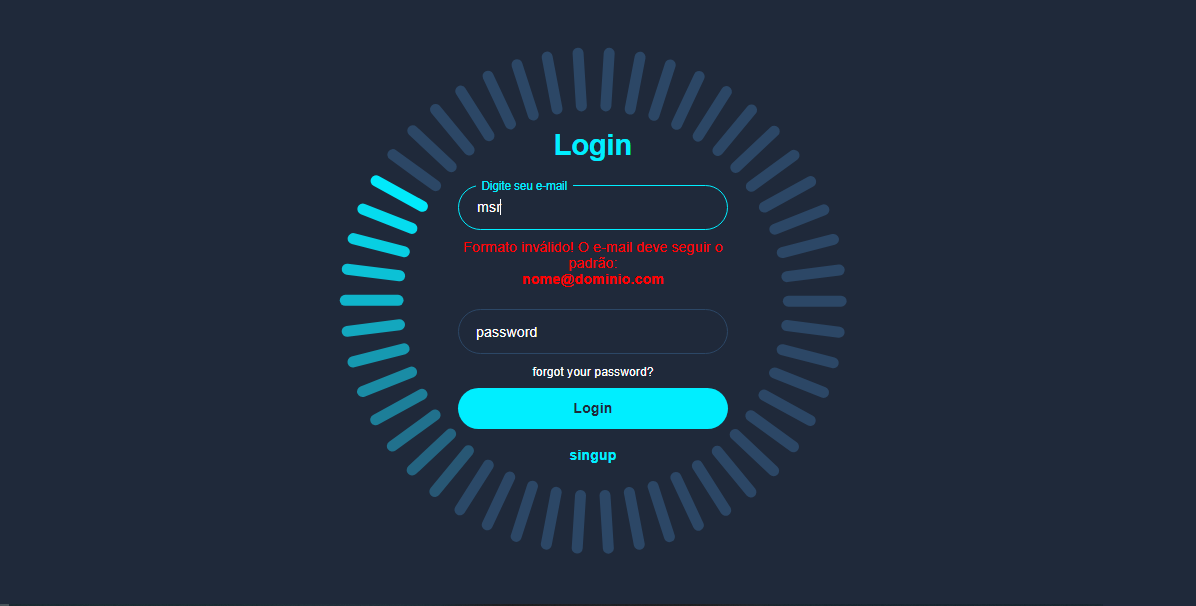 Login
Digite seu e-mail
msr
Formato inválido! O e-mail deve seguir o
padrão:
nome@dominio.com
password
forgot your password?
Login
singup